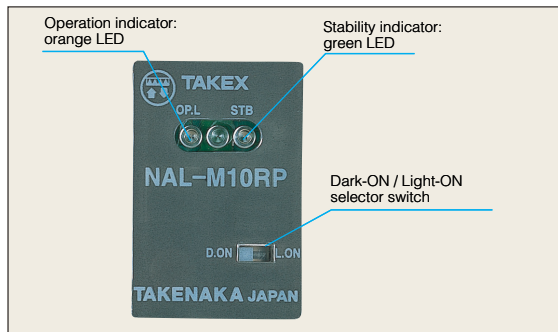 Operation indicator:
orange LED
Stability indicator:
green LED
TAKEX
OP.L STB
NAL-M10RP
Dark-ON / Light-ON
selector switch
D.ON L.ON
TAKENAKA JAPAN